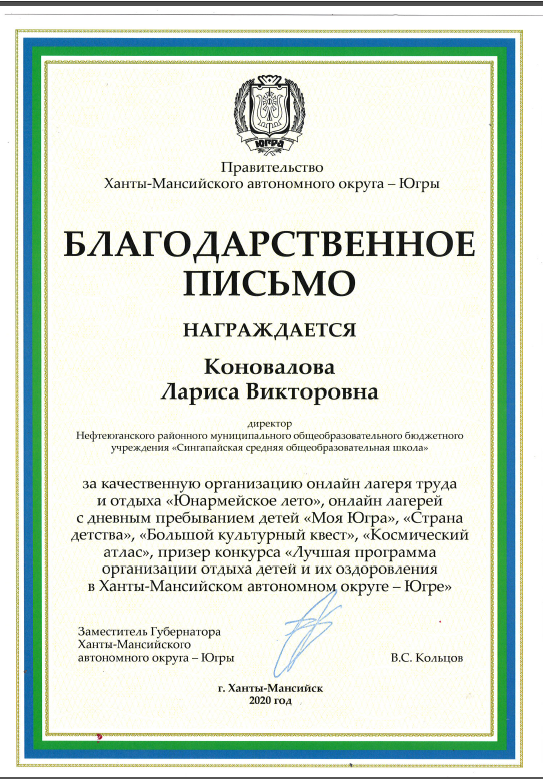 ЮГРА
Правительство
Ханты-Мансийского автономного округа – Югры
БЛАГОДАРСТВЕННОЕ
ПИСЬМО
НАГРАЖДАЕТСЯ
Коновалова
Лариса Викторовна
директор
Нефтеюганского районного муниципального общеобразовательного бюджетного
учреждения «Сингапайская средняя общеобразовательная школа»
за качественную организацию онлайн лагеря труда
и отдыха «Юнармейское лето», онлайн лагерей
с дневным пребыванием детей «Моя Югра», «Страна
детства», «Большой культурный квест», «Космический
атлас», призер конкурса «Лучшая программа
организации отдыха детей и их оздоровления
в Ханты-Мансийском автономном округе – Югре»
Заместитель Губернатора
Ханты-Мансийского
автономного округа – Югры
В.С. Кольцов
г. Ханты-Мансийск
2020 год